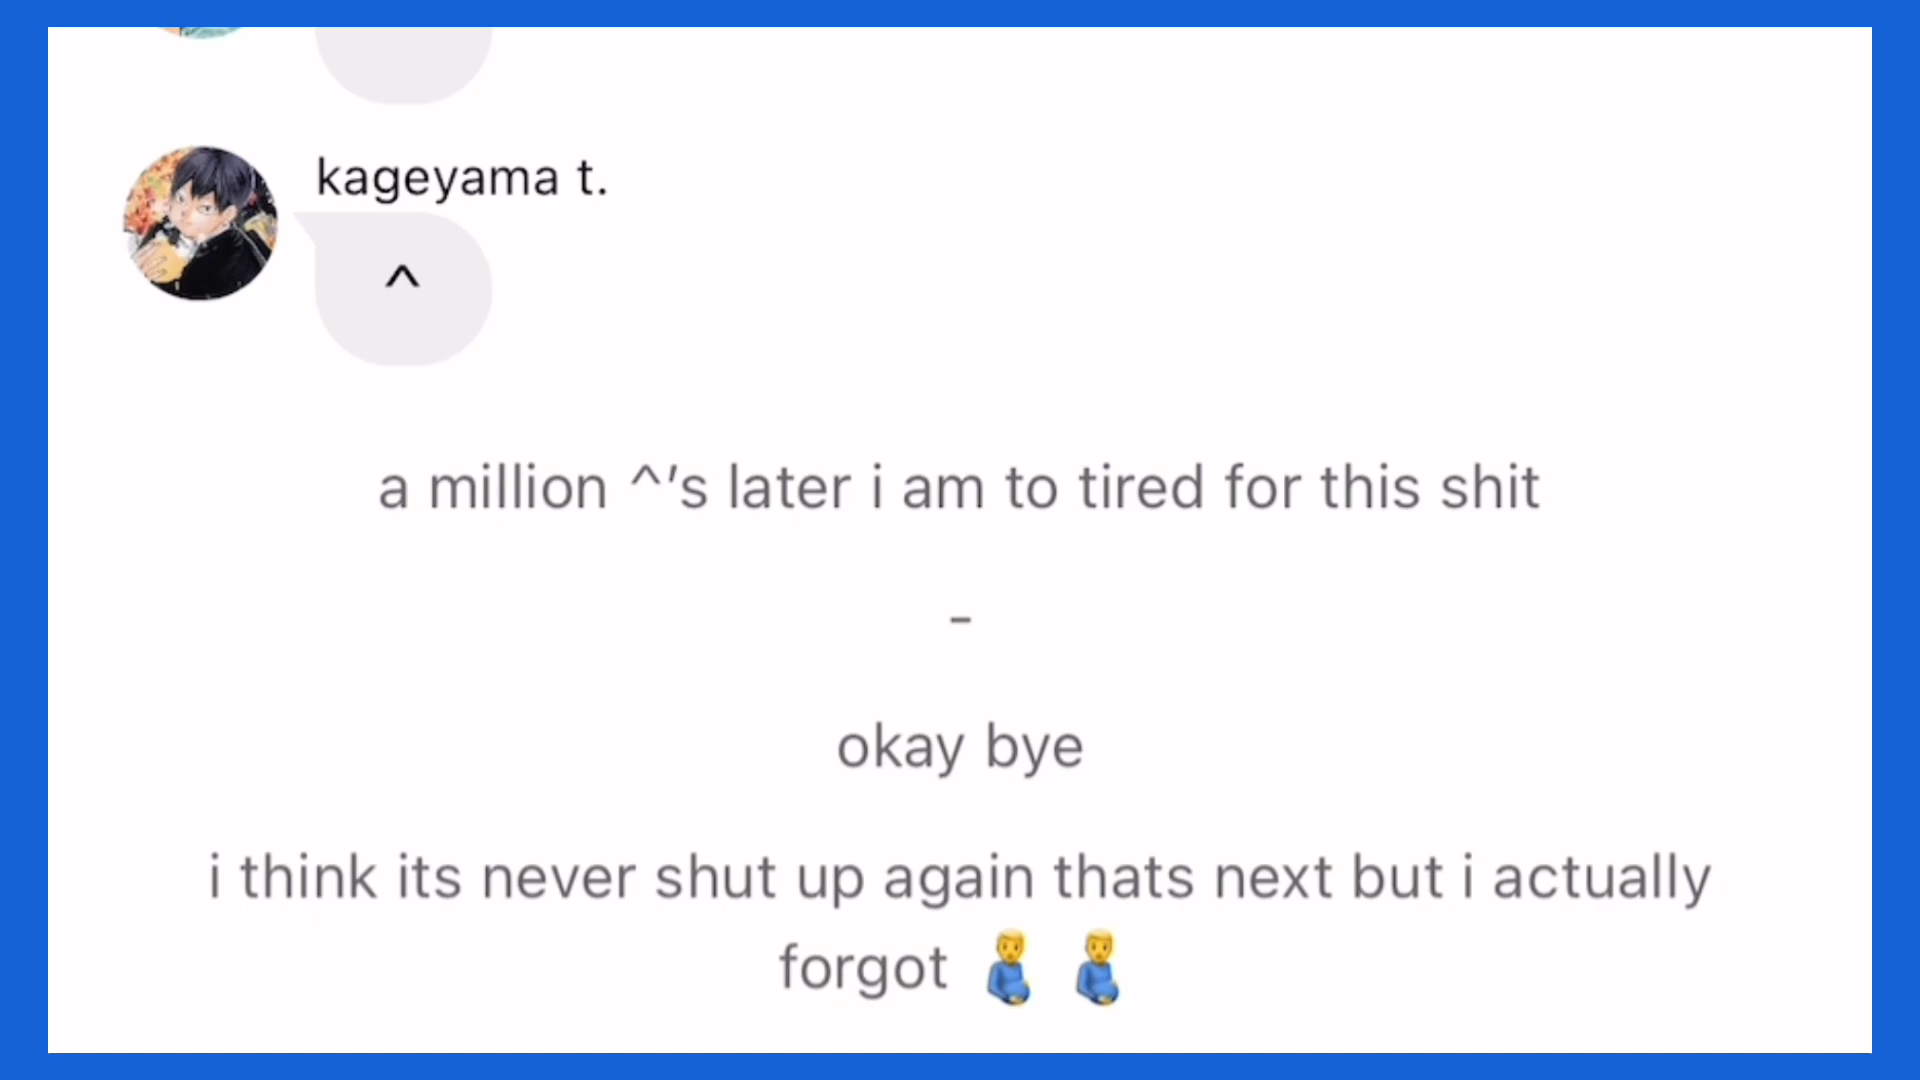 kageyama t.
^
a million ^'s later i am to tired for this shit
-
okay bye
i think its never shut up again thats next but i actually
forgot 🫃 🫃